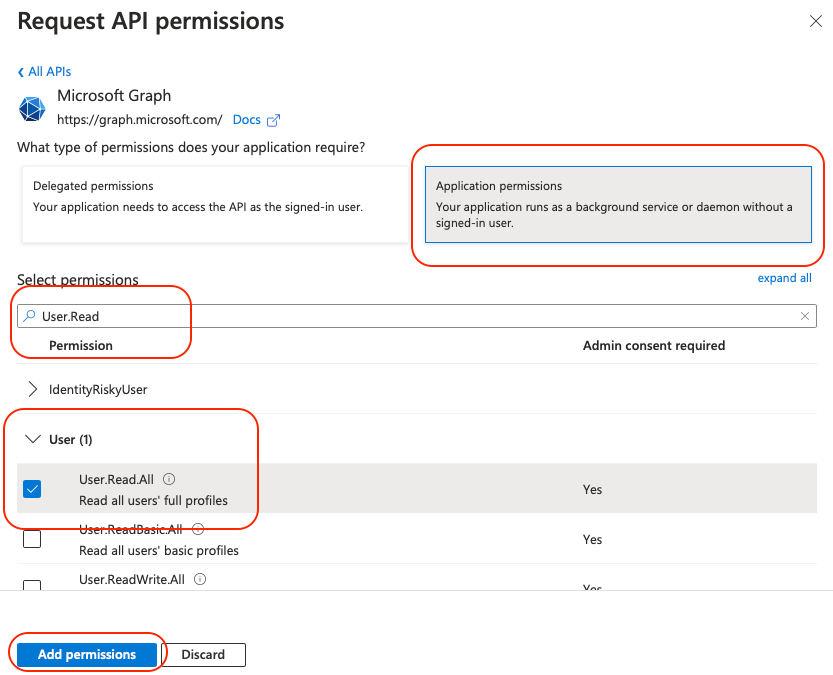 Request API permissions
All APIs
Microsoft Graph
https://graph.microsoft.com/ Docs
What type of permissions does your application require?
Delegated permissions
Your application needs to access the API as the signed-in user.
Application permissions
Your application runs as a background service or daemon without a
signed-in user.
Select permissions
expand all
User.Read
Permission Admin consent required
IdentityRiskyUser
User (1)
User.Read.All
Read all users' full profiles
Yes
User.ReadBasic.All
Read all users' basic profiles
Yes
User.ReadWrite.All
Yes
Add permissions Discard